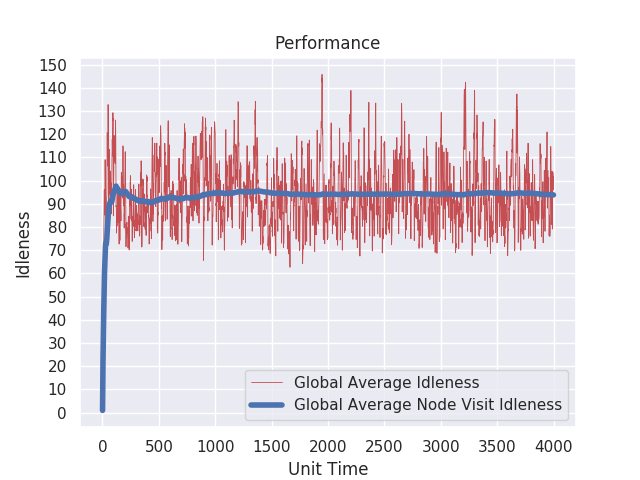 Performance
150
140
130
120
110
100
90
80
70
60
50
40
30
20
10
0
Idleness
Global Average Idleness
Global Average Node Visit Idleness
0 500 1000 1500 2000 2500 3000 3500 4000
Unit Time